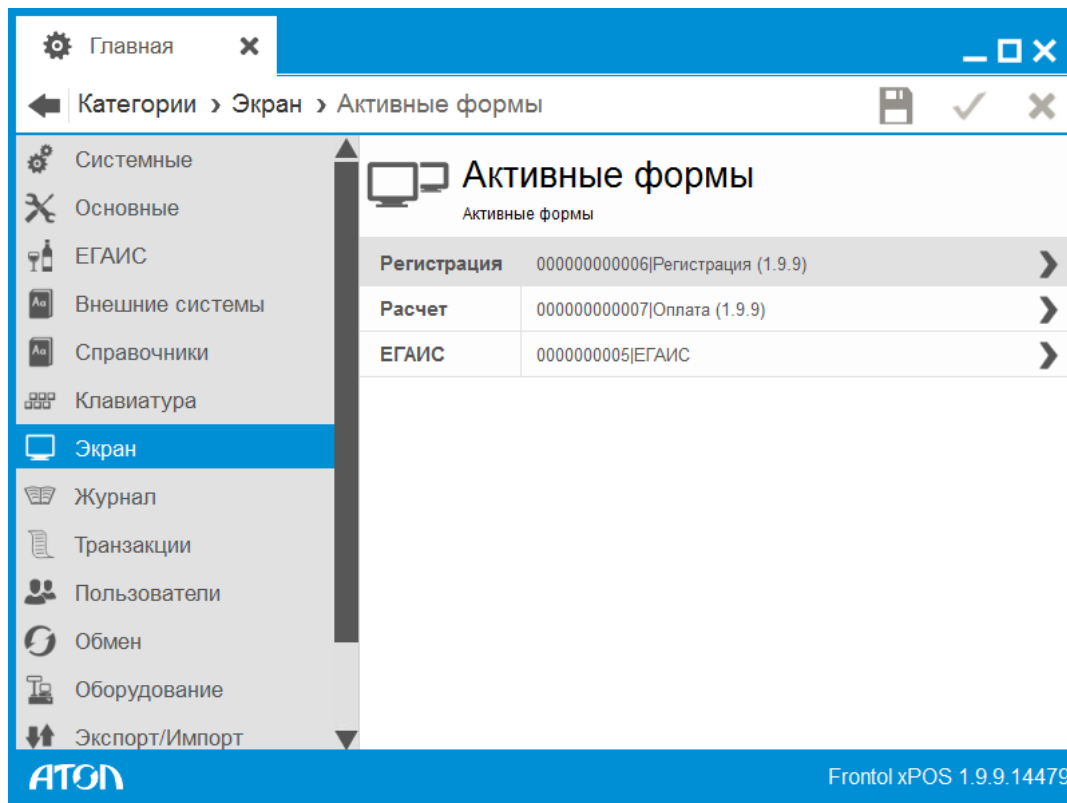 Главная
Категории › Экран › Активные формы
Системные
Основные
ЕГАИС
Внешние системы
Справочники
Клавиатура
Экран
Журнал
Транзакции
Пользователи
Обмен
Оборудование
Экспорт/Импорт
Активные формы
Активные формы
Регистрация 000000000006|Регистрация (1.9.9)
Расчет 000000000007|Оплата (1.9.9)
ЕГАИС 0000000005|ЕГАИС
АТОЛ
Frontol xPOS 1.9.9.14479